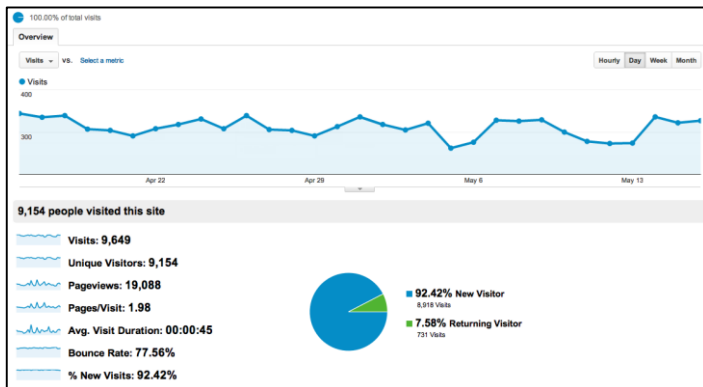 100.00% of total visits
Overview
Visits vs. Select a metric Hourly Day Week Month
Visits
400
300
Apr 22 Apr 29 May 6 May 13
9,154 people visited this site
Visits: 9,649
Unique Visitors: 9,154
Pageviews: 19,088
Pages/Visit: 1.98
Avg. Visit Duration: 00:00:45
Bounce Rate: 77.56%
% New Visits: 92.42%
92.42% New Visitor
8,918 Visits
7.58% Returning Visitor
731 Visits